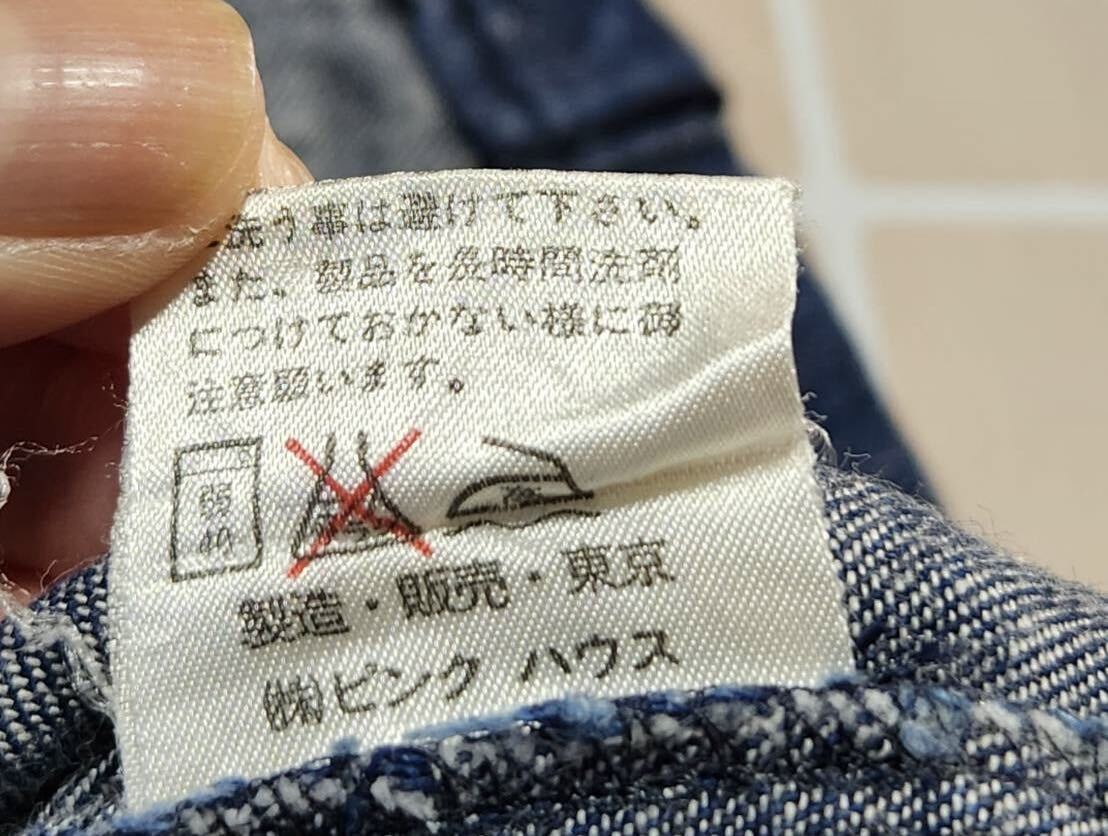 洗う事は避けて下さい。
また、製品を長時間洗剤
につけておかない様に御
注意願います。
弱
40
製造・販売・東京
㈱ピンク ハウス